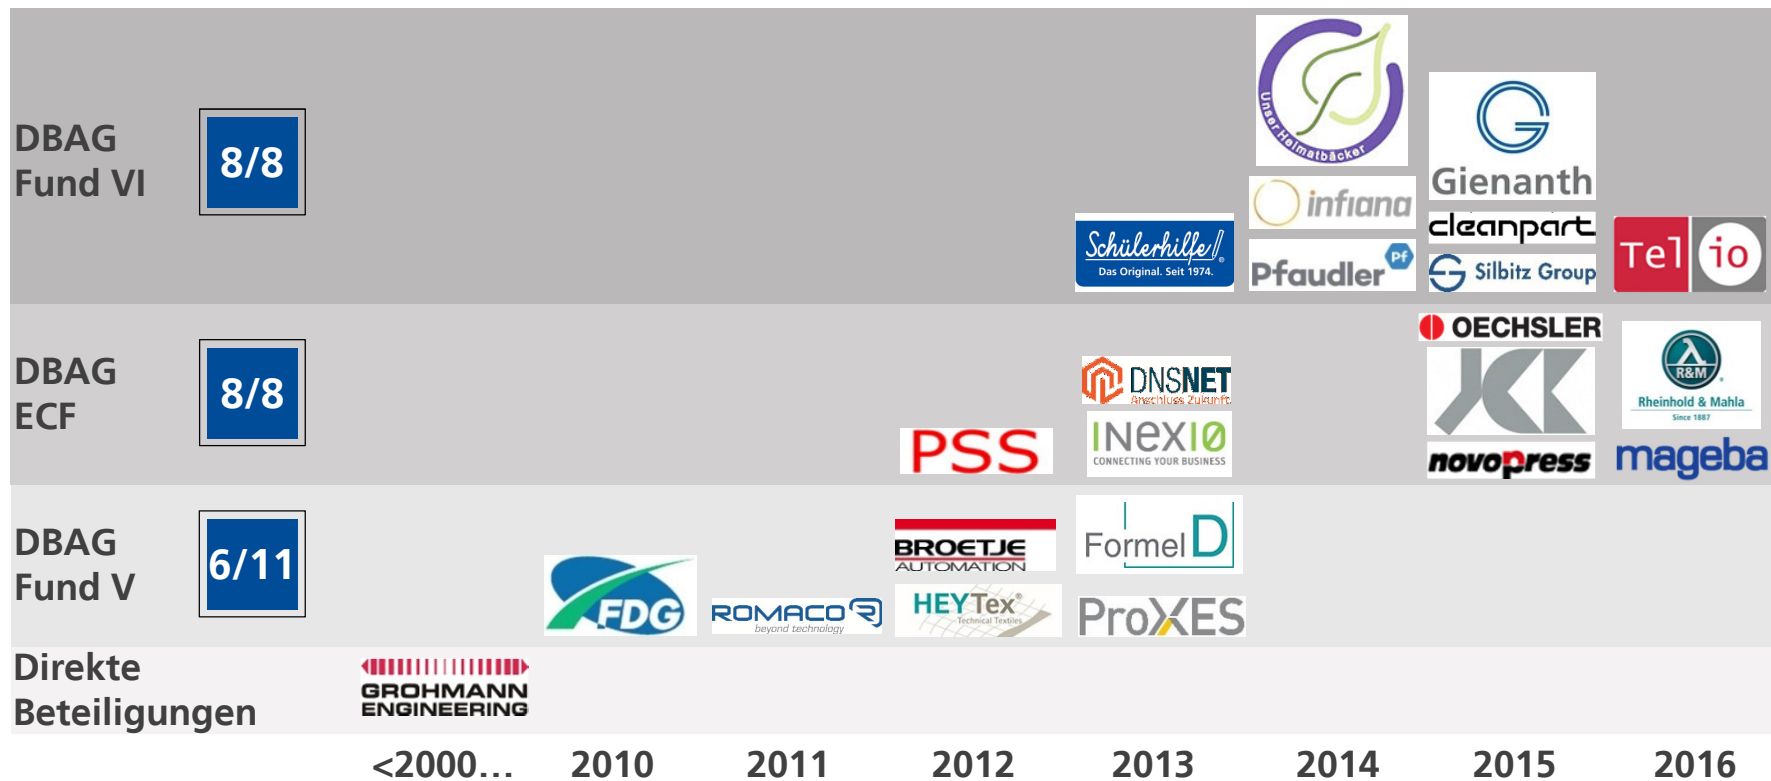 DBAG
Fund VI
8/8
Schülerhilfe!®
Das Original. Seit 1974.
Unser Heimatbäcker
infiana
Pfaudler Pf
G
Gienanth
cleanpart
Silbitz Group
Tel io
DBAG
ECF
8/8
PSS
DNSNET
Anschluss Zukunft.
INEXIO
CONNECTING YOUR BUSINESS
OECHSLER
JCK
novopress
λ
R&M
Rheinhold & Mahla
Since 1887
mageba
DBAG
Fund V
6/11
FDG
ROMACO R
beyond technology
BROETJE
AUTOMATION
HEYTex®
Technical Textiles
Formel D
ProXES
Direkte
Beteiligungen
GROHMANN
ENGINEERING
<2000… 2010 2011 2012 2013 2014 2015 2016